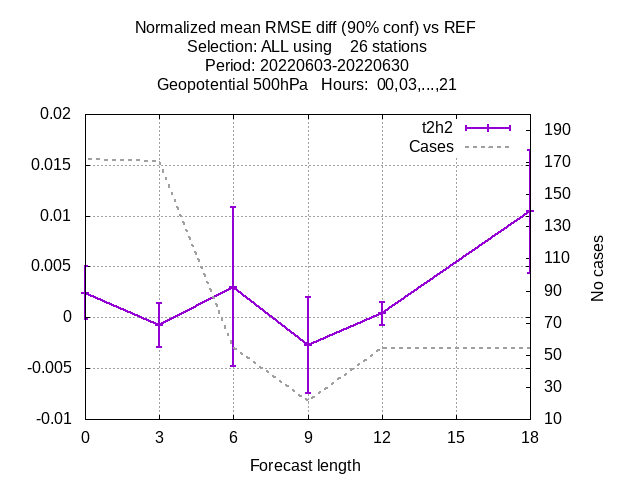 Normalized mean RMSE diff (90% conf) vs REF
Selection: ALL using    26 stations
Period: 20220603-20220630
Geopotential 500hPa   Hours:  00,03,...,21
t2h2
Cases
0.02
0.015
0.01
0.005
0
-0.005
-0.01
190
170
150
130
110
90
70
50
30
10
No cases
0 3 6 9 12 15 18
Forecast length